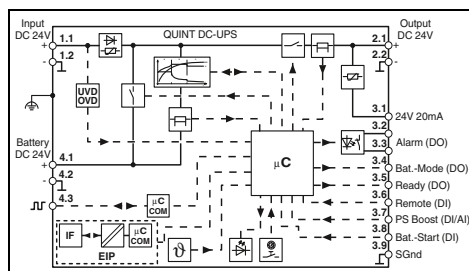 Input
DC 24V
QUINT DC-UPS
Output
DC 24V
+ 1.1
2.1 +
- 1.2
2.2 -
UVD
OVD
3.1
24V 20mA
3.2
Alarm (DO)
3.3
Battery
DC 24V
µC
3.4
Bat.-Mode (DO)
+ 4.1
3.5
Ready (DO)
- 4.2
3.6
Remote (DI)
4.3
µC
COM
3.7
PS Boost (DI/AI)
IF
µC
COM
ϑ
3.8
Bat.-Start (DI)
EIP
3.9
SGnd